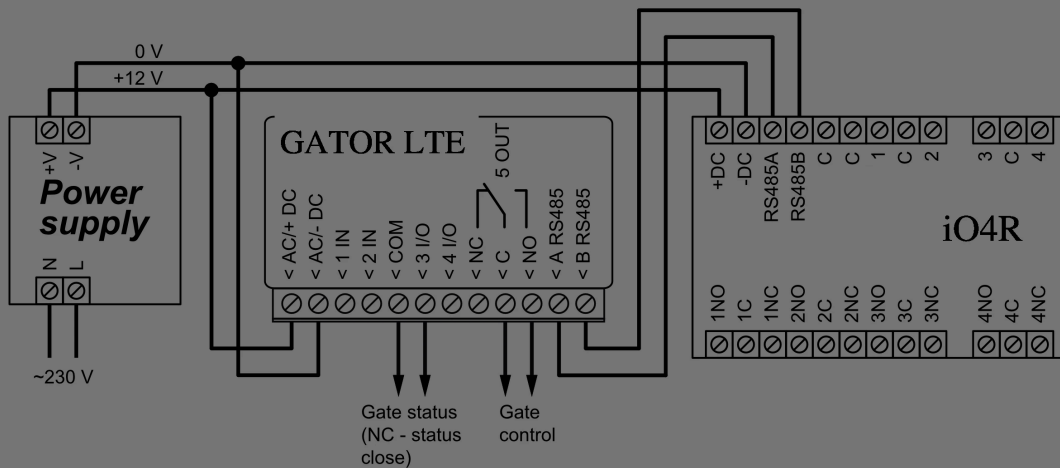 0 V
+12 V
+V
-V
Power
supply
N
L
~230 V
GATOR LTE
5 OUT
< AC/+ DC
< AC/- DC
< 1 IN
< 2 IN
< COM
< 3 I/O
< 4 I/O
< NC
< C
< NO
< A RS485
< B RS485
Gate status
(NC - status
close)
Gate
control
+DC
-DC
RS485A
RS485B
C
C
1
C
2
3
C
4
iO4R
1NO
1C
1NC
2NO
2C
2NC
3NO
3C
3NC
4NO
4C
4NC